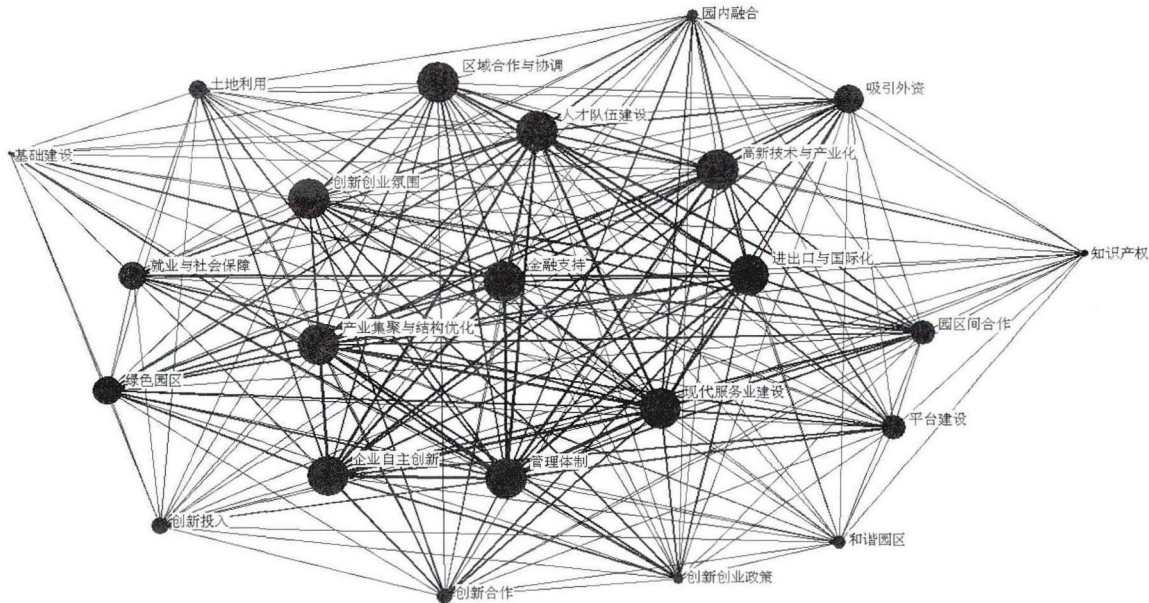 园内融合
区域合作与协调
土地利用
吸引外资
人才队伍建设
基础建设
高新技术与产业化
创新创业氛围
知识产权
就业与社会保障
金融支持
进出口与国际化
产业集聚与结构优化
园区间合作
绿色园区
现代服务业建设
平台建设
企业自主创新
管理体制
创新投入
和谐园区
创新创业政策
创新合作